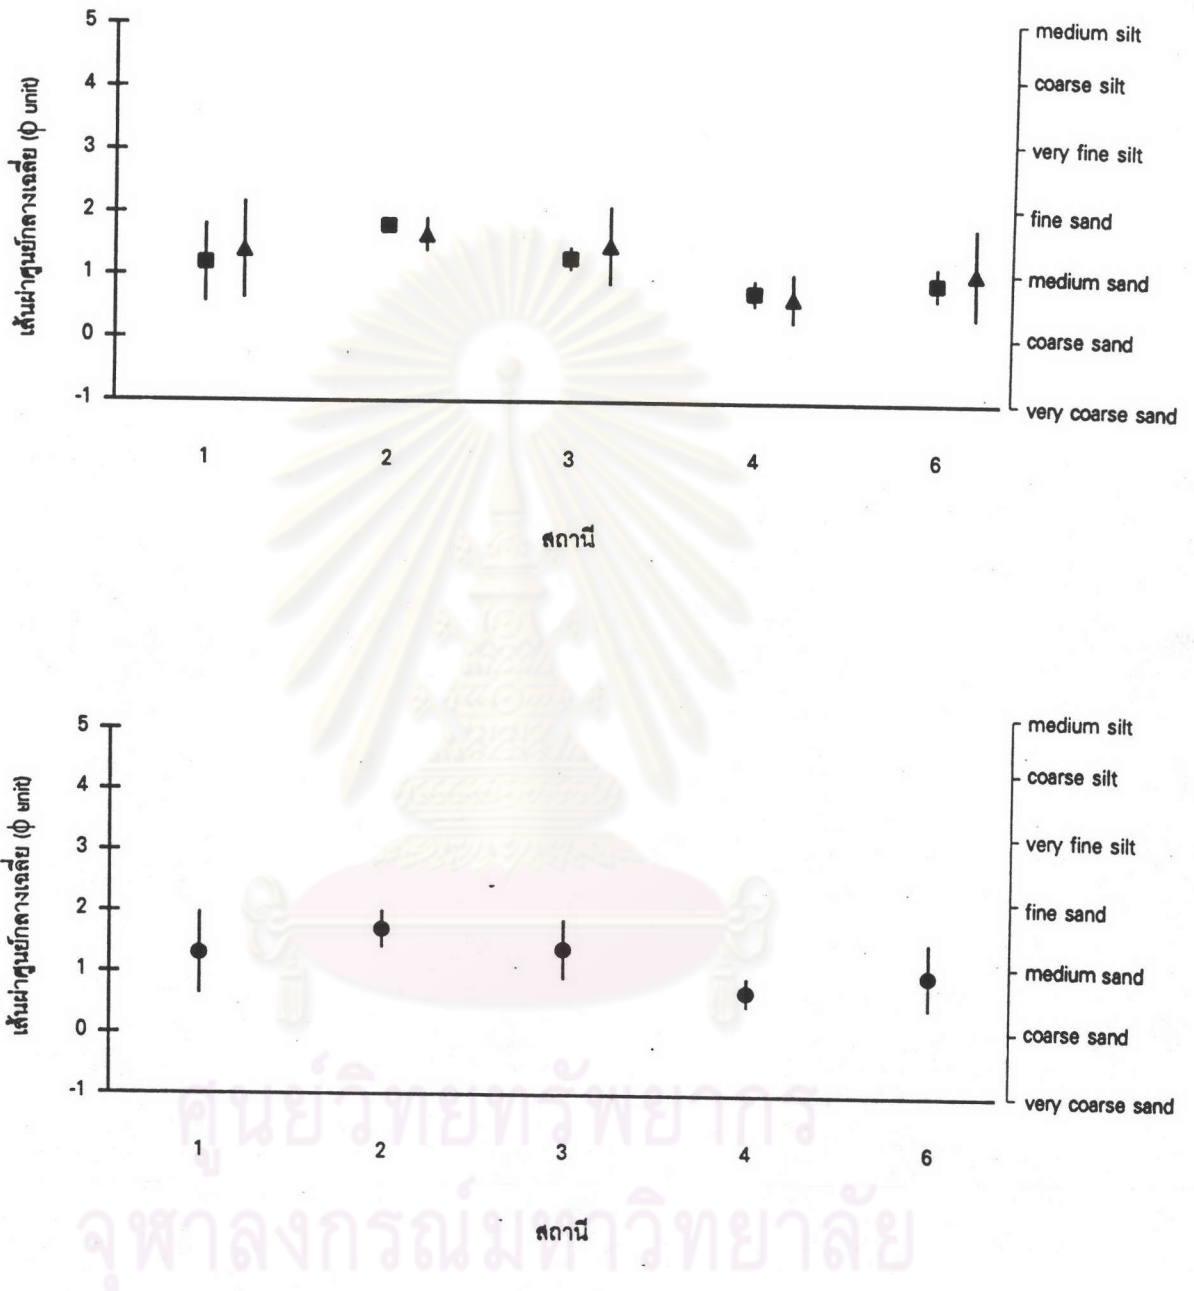 5
medium silt
4
coarse silt
3
very fine silt
2
fine sand
1
medium sand
0
coarse sand
-1
very coarse sand
เส้นผ่าศูนย์กลางเฉลี่ย (ϕ unit)
1 2 3 4 6
สถานี
5
medium silt
4
coarse silt
3
very fine silt
2
fine sand
1
medium sand
0
coarse sand
-1
very coarse sand
เส้นผ่าศูนย์กลางเฉลี่ย (ϕ unit)
1 2 3 4 6
สถานี
ศูนย์วิทยทรัพยากร
จุฬาลงกรณ์มหาวิทยาลัย